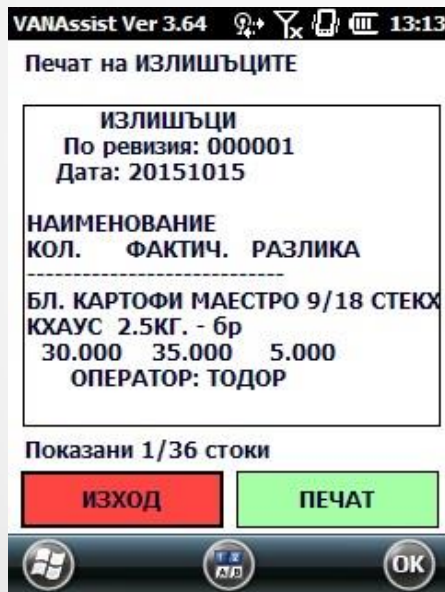 VANAssist Ver 3.64 13:13
Печат на ИЗЛИШЪЦИТЕ
ИЗЛИШЪЦИ
По ревизия: 000001
Дата: 20151015
НАИМЕНОВАНИЕ
КОЛ. ФАКТИЧ. РАЗЛИКА
----------------------------
БЛ. КАРТОФИ МАЕСТРО 9/18 СТЕКХ
КХАУС 2.5КГ. - бр
30.000 35.000 5.000
ОПЕРАТОР: ТОДОР
Показани 1/36 стоки
ИЗХОД ПЕЧАТ
1 2
A/B OK